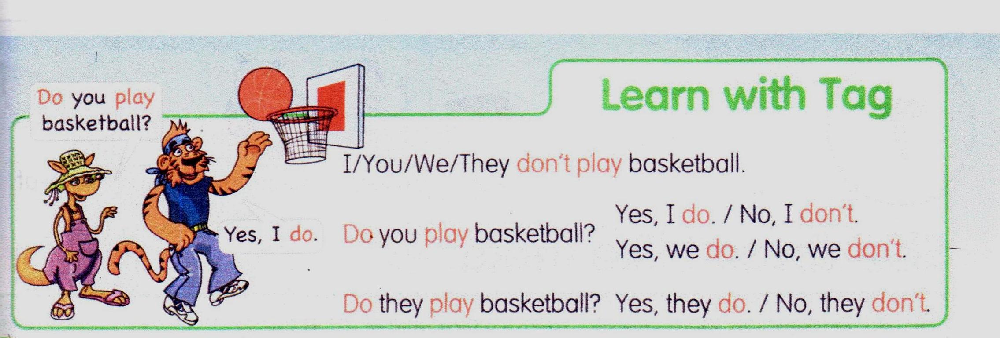 Learn with Tag
Do you play
basketball?
Yes, I do.
I/You/We/They don't play basketball.
Do you play basketball?
Yes, I do. / No, I don't.
Yes, we do. / No, we don't.
Do they play basketball? Yes, they do. / No, they don't.